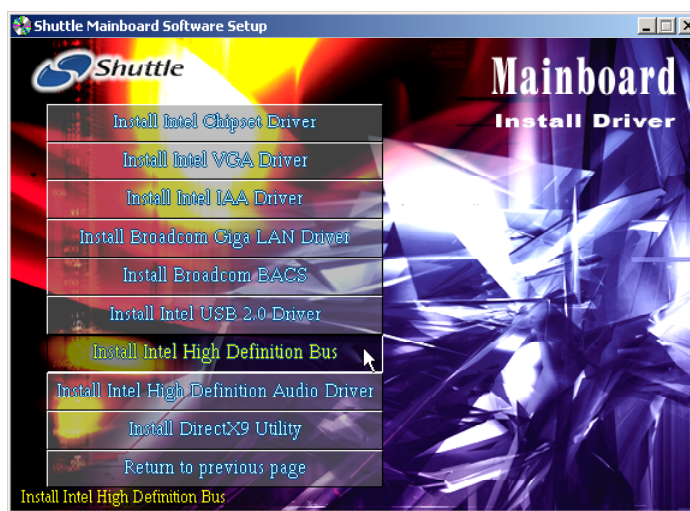 Shuttle Mainboard Software Setup
Shuttle
Mainboard
Install Driver
Install Intel Chipset Driver
Install Intel VGA Driver
Install Intel IAA Driver
Install Broadcom Giga LAN Driver
Install Broadcom BACS
Install Intel USB 2.0 Driver
Install Intel High Definition Bus
Install Intel High Definition Audio Driver
Install DirectX9 Utility
Return to previous page
Install Intel High Definition Bus